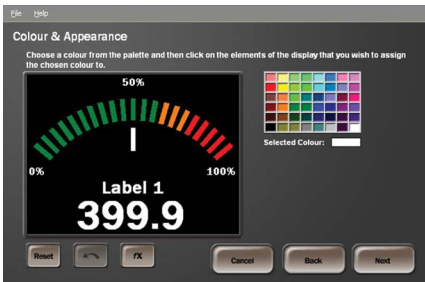 File Help
Colour & Appearance
Choose a colour from the palette and then click on the elements of the display that you wish to assign
the chosen colour to.
50%
0%
100%
Label 1
399.9
Selected Colour:
Reset
fX
Cancel
Back
Next